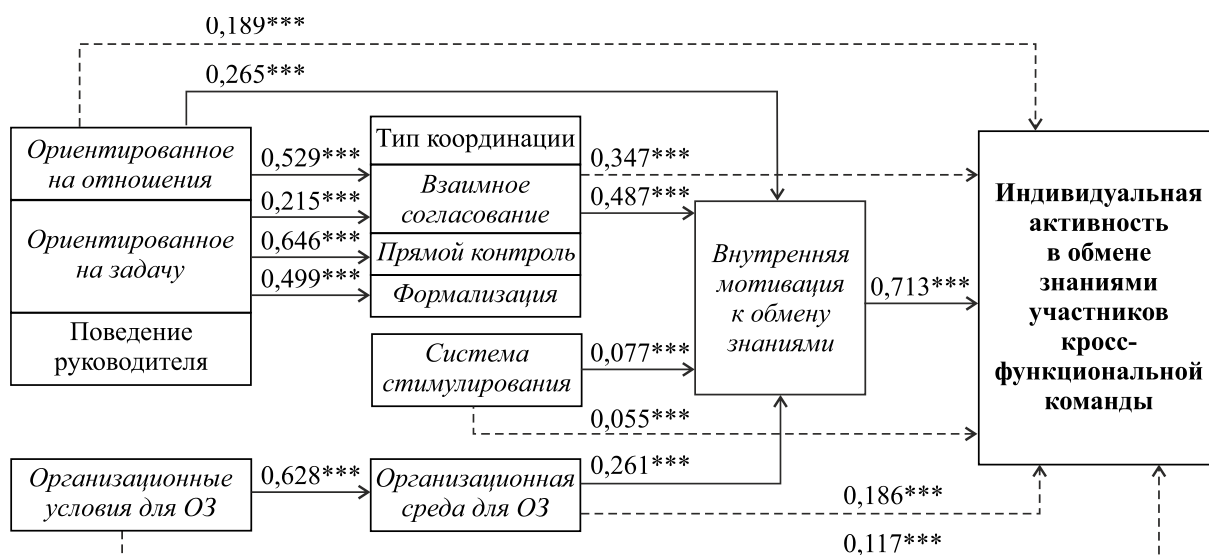 0,189***
0,265***
Ориентированное
на отношения
Ориентированное
на задачу
Поведение
руководителя
0,529***
0,215***
0,646***
0,499***
Тип координации
Взаимное
согласование
Прямой контроль
Формализация
0,347***
0,487***
Система
стимулирования
0,077***
0,055***
Внутренняя
мотивация
к обмену
знаниями
0,713***
Индивидуальная
активность
в обмене
знаниями
участников
кросс-
функциональной
команды
Организационные
условия для ОЗ
0,628***
Организационная
среда для ОЗ
0,261***
0,186***
0,117***